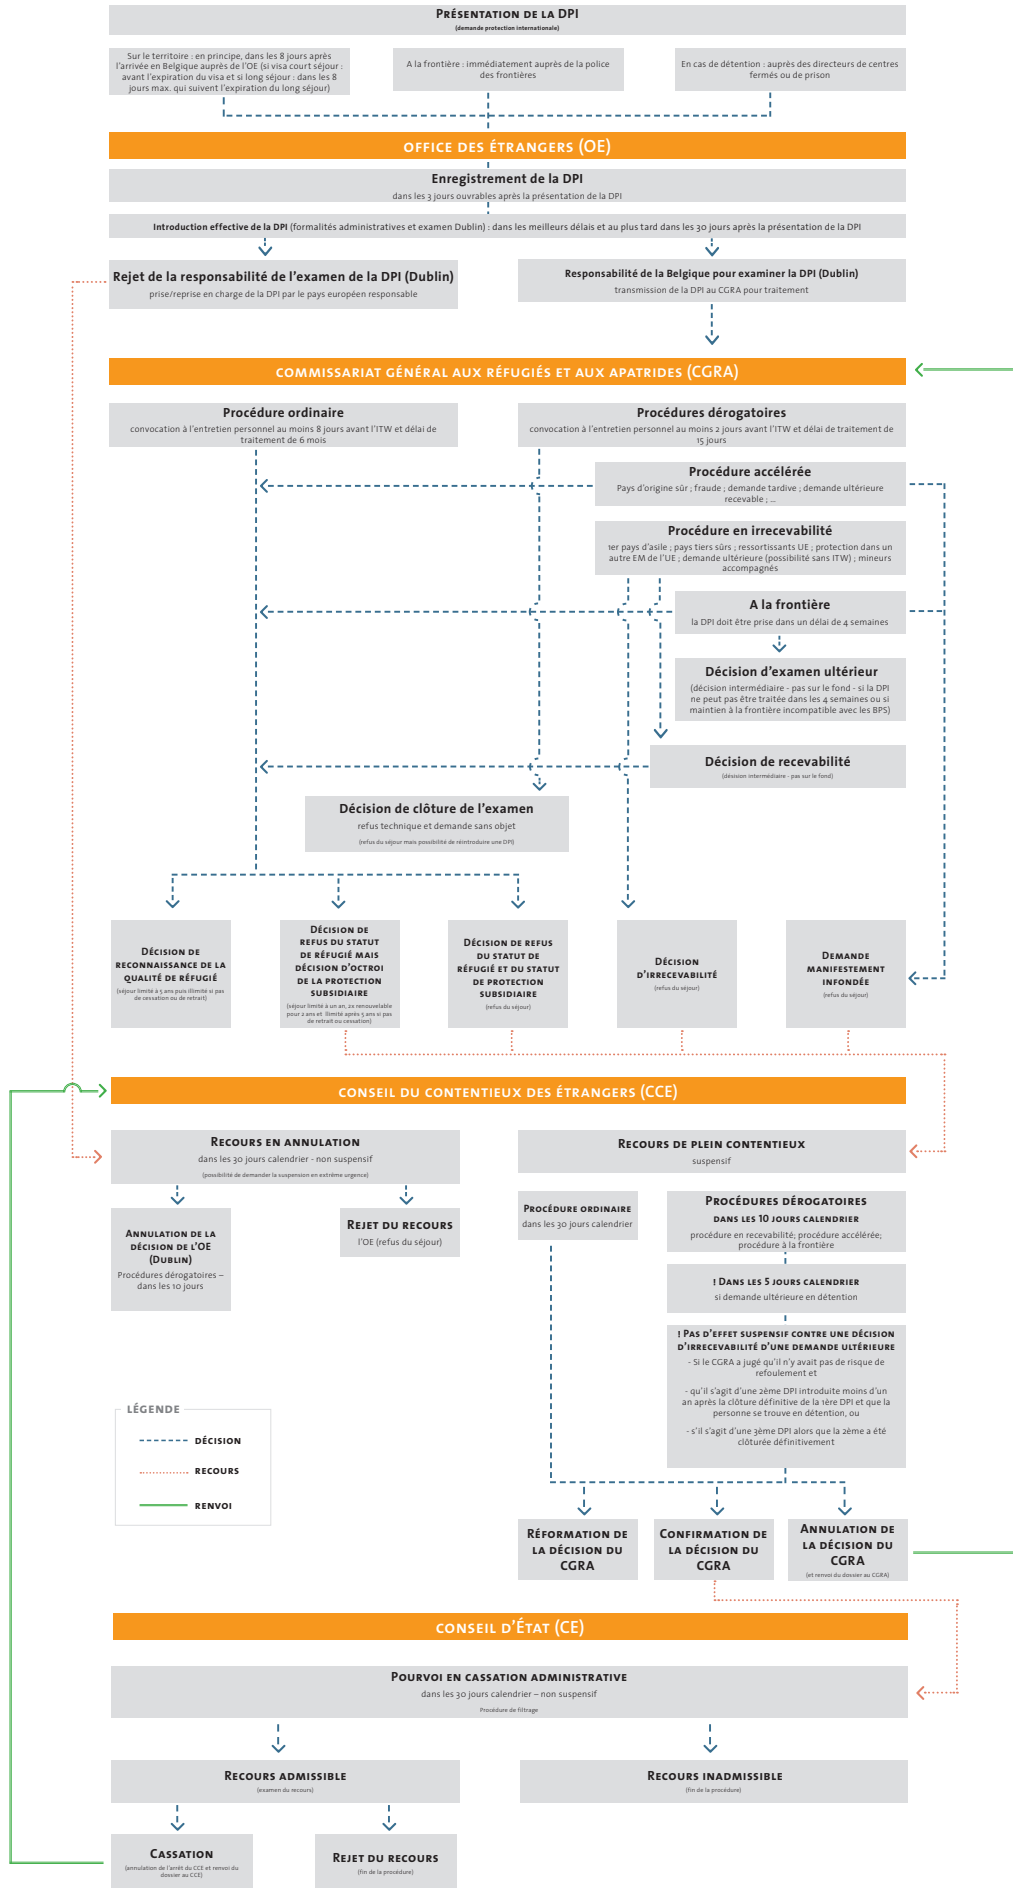 Présentation de la DPI
(demande protection internationale)
Sur le territoire : en principe, dans les 8 jours après
l'arrivée en Belgique auprès de l'OE (si visa court séjour :
avant l'expiration du visa et si long séjour : dans les 8
jours max. qui suivent l'expiration du long séjour)
A la frontière : immédiatement auprès de la police
des frontières
En cas de détention : auprès des directeurs de centres
fermés ou de prison
OFFICE DES ÉTRANGERS (OE)
Enregistrement de la DPI
dans les 3 jours ouvrables après la présentation de la DPI
Introduction effective de la DPI (formalités administratives et examen Dublin) : dans les meilleurs délais et au plus tard dans les 30 jours après la présentation de la DPI
Rejet de la responsabilité de l'examen de la DPI (Dublin)
prise/reprise en charge de la DPI par le pays européen responsable
Responsabilité de la Belgique pour examiner la DPI (Dublin)
transmission de la DPI au CGRA pour traitement
COMMISSARIAT GÉNÉRAL AUX RÉFUGIÉS ET AUX APATRIDES (CGRA)
Procédure ordinaire
convocation à l'entretien personnel au moins 8 jours avant l'ITW et délai de
traitement de 6 mois
Procédures dérogatoires
convocation à l'entretien personnel au moins 2 jours avant l'ITW et délai de traitement de
15 jours
Procédure accélérée
Pays d'origine sûr ; fraude ; demande tardive ; demande ultérieure
recevable ; ...
Procédure en irrecevabilité
1er pays d'asile ; pays tiers sûrs ; ressortissants UE ; protection dans un
autre EM de l'UE ; demande ultérieure (possibilité sans ITW) ; mineurs
accompagnés
A la frontière
la DPI doit être prise dans un délai de 4 semaines
Décision d'examen ultérieur
(décision intermédiaire - pas sur le fond - si la DPI
ne peut pas être traitée dans les 4 semaines ou si
maintien à la frontière incompatible avec les BPS)
Décision de recevabilité
(désision intermédiaire - pas sur le fond)
Décision de clôture de l'examen
refus technique et demande sans objet
(refus du séjour mais possibilité de réintroduire une DPI)
Décision de
reconnaissance de la
qualité de réfugié
(séjour limité à 5 ans puis illimité si pas
de cessation ou de retrait)
Décision de
refus du statut
de réfugié mais
décision d'octroi
de la protection
subsidiaire
(séjour limité à un an, 2x renouvelable
pour 2 ans et illimité après 5 ans si pas
de retrait ou cessation)
Décision de refus
du statut de
réfugié et du statut
de protection
subsidiaire
(refus du séjour)
Décision
d'irrecevabilité
(refus du séjour)
Demande
manifestement
infondée
(refus du séjour)
CONSEIL DU CONTENTIEUX DES ÉTRANGERS (CCE)
Recours en annulation
dans les 30 jours calendrier - non suspensif
(possibilité de demander la suspension en extrême urgence)
Recours de plein contentieux
suspensif
Annulation de la
décision de l'OE
(Dublin)
Procédures dérogatoires –
dans les 10 jours
Rejet du recours
l'OE (refus du séjour)
Procédure ordinaire
dans les 30 jours calendrier
Procédures dérogatoires
dans les 10 jours calendrier
procédure en recevabilité; procédure accélérée;
procédure à la frontière
! Dans les 5 jours calendrier
si demande ultérieure en détention
! Pas d'effet suspensif contre une décision
d'irrecevabilité d'une demande ultérieure
- Si le CGRA a jugé qu'il n'y avait pas de risque de
refoulement et
- qu'il s'agit d'un 2ème DPI introduite moins d'un
an après la clôture définitive de la 1ère DPI et que la
personne se trouve en détention, ou
- s'il s'agit d'un 3ème DPI alors que la 2ème a été
clôturée définitivement
Légende
décision
recours
renvoi
Réformation de
la décision du
CGRA
Confirmation de
la décision du
CGRA
Annulation de
la décision du
CGRA
(et renvoi du dossier au CGRA)
CONSEIL D'ÉTAT (CE)
Pourvoi en cassation administrative
dans les 30 jours calendrier – non suspensif
Procédure de filtrage
Recours admissible
(examen du recours)
Recours inadmissible
(fin de la procédure)
Cassation
(annulation de l'arrêt du CCE et renvoi du
dossier au CCE)
Rejet du recours
(fin de la procédure)